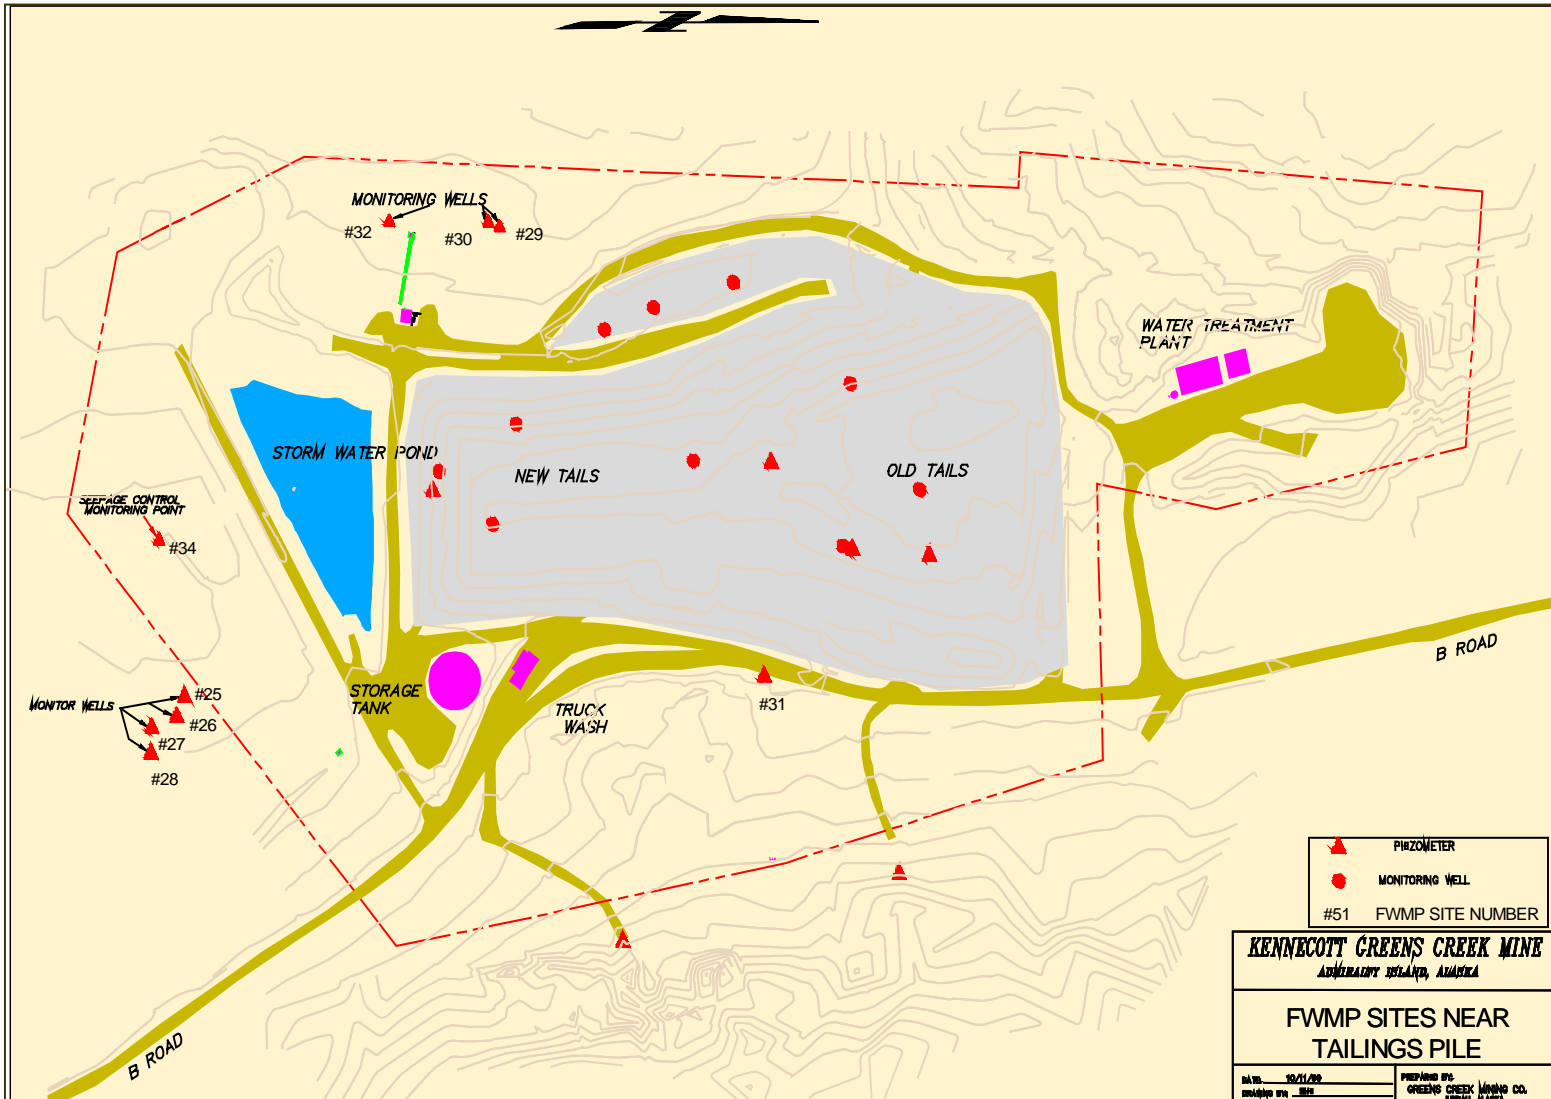 MONITORING WELLS
#32
#30
#29
WATER TREATMENT
PLANT
STORM WATER POND
NEW TAILS
OLD TAILS
SEEPAGE CONTROL
MONITORING POINT
#34
MONITOR WELLS
#25
#26
#27
#28
STORAGE
TANK
TRUCK
WASH
#31
B ROAD
B ROAD
PIEZOMETER
MONITORING WELL
#51 FWMP SITE NUMBER
KENNECOTT GREENS CREEK MINE
ADMIRALTY ISLAND, ALASKA
FWMP SITES NEAR
TAILINGS PILE
DATE:
DRAWING BY:
PREPARED BY:
GREENS CREEK MINING CO.